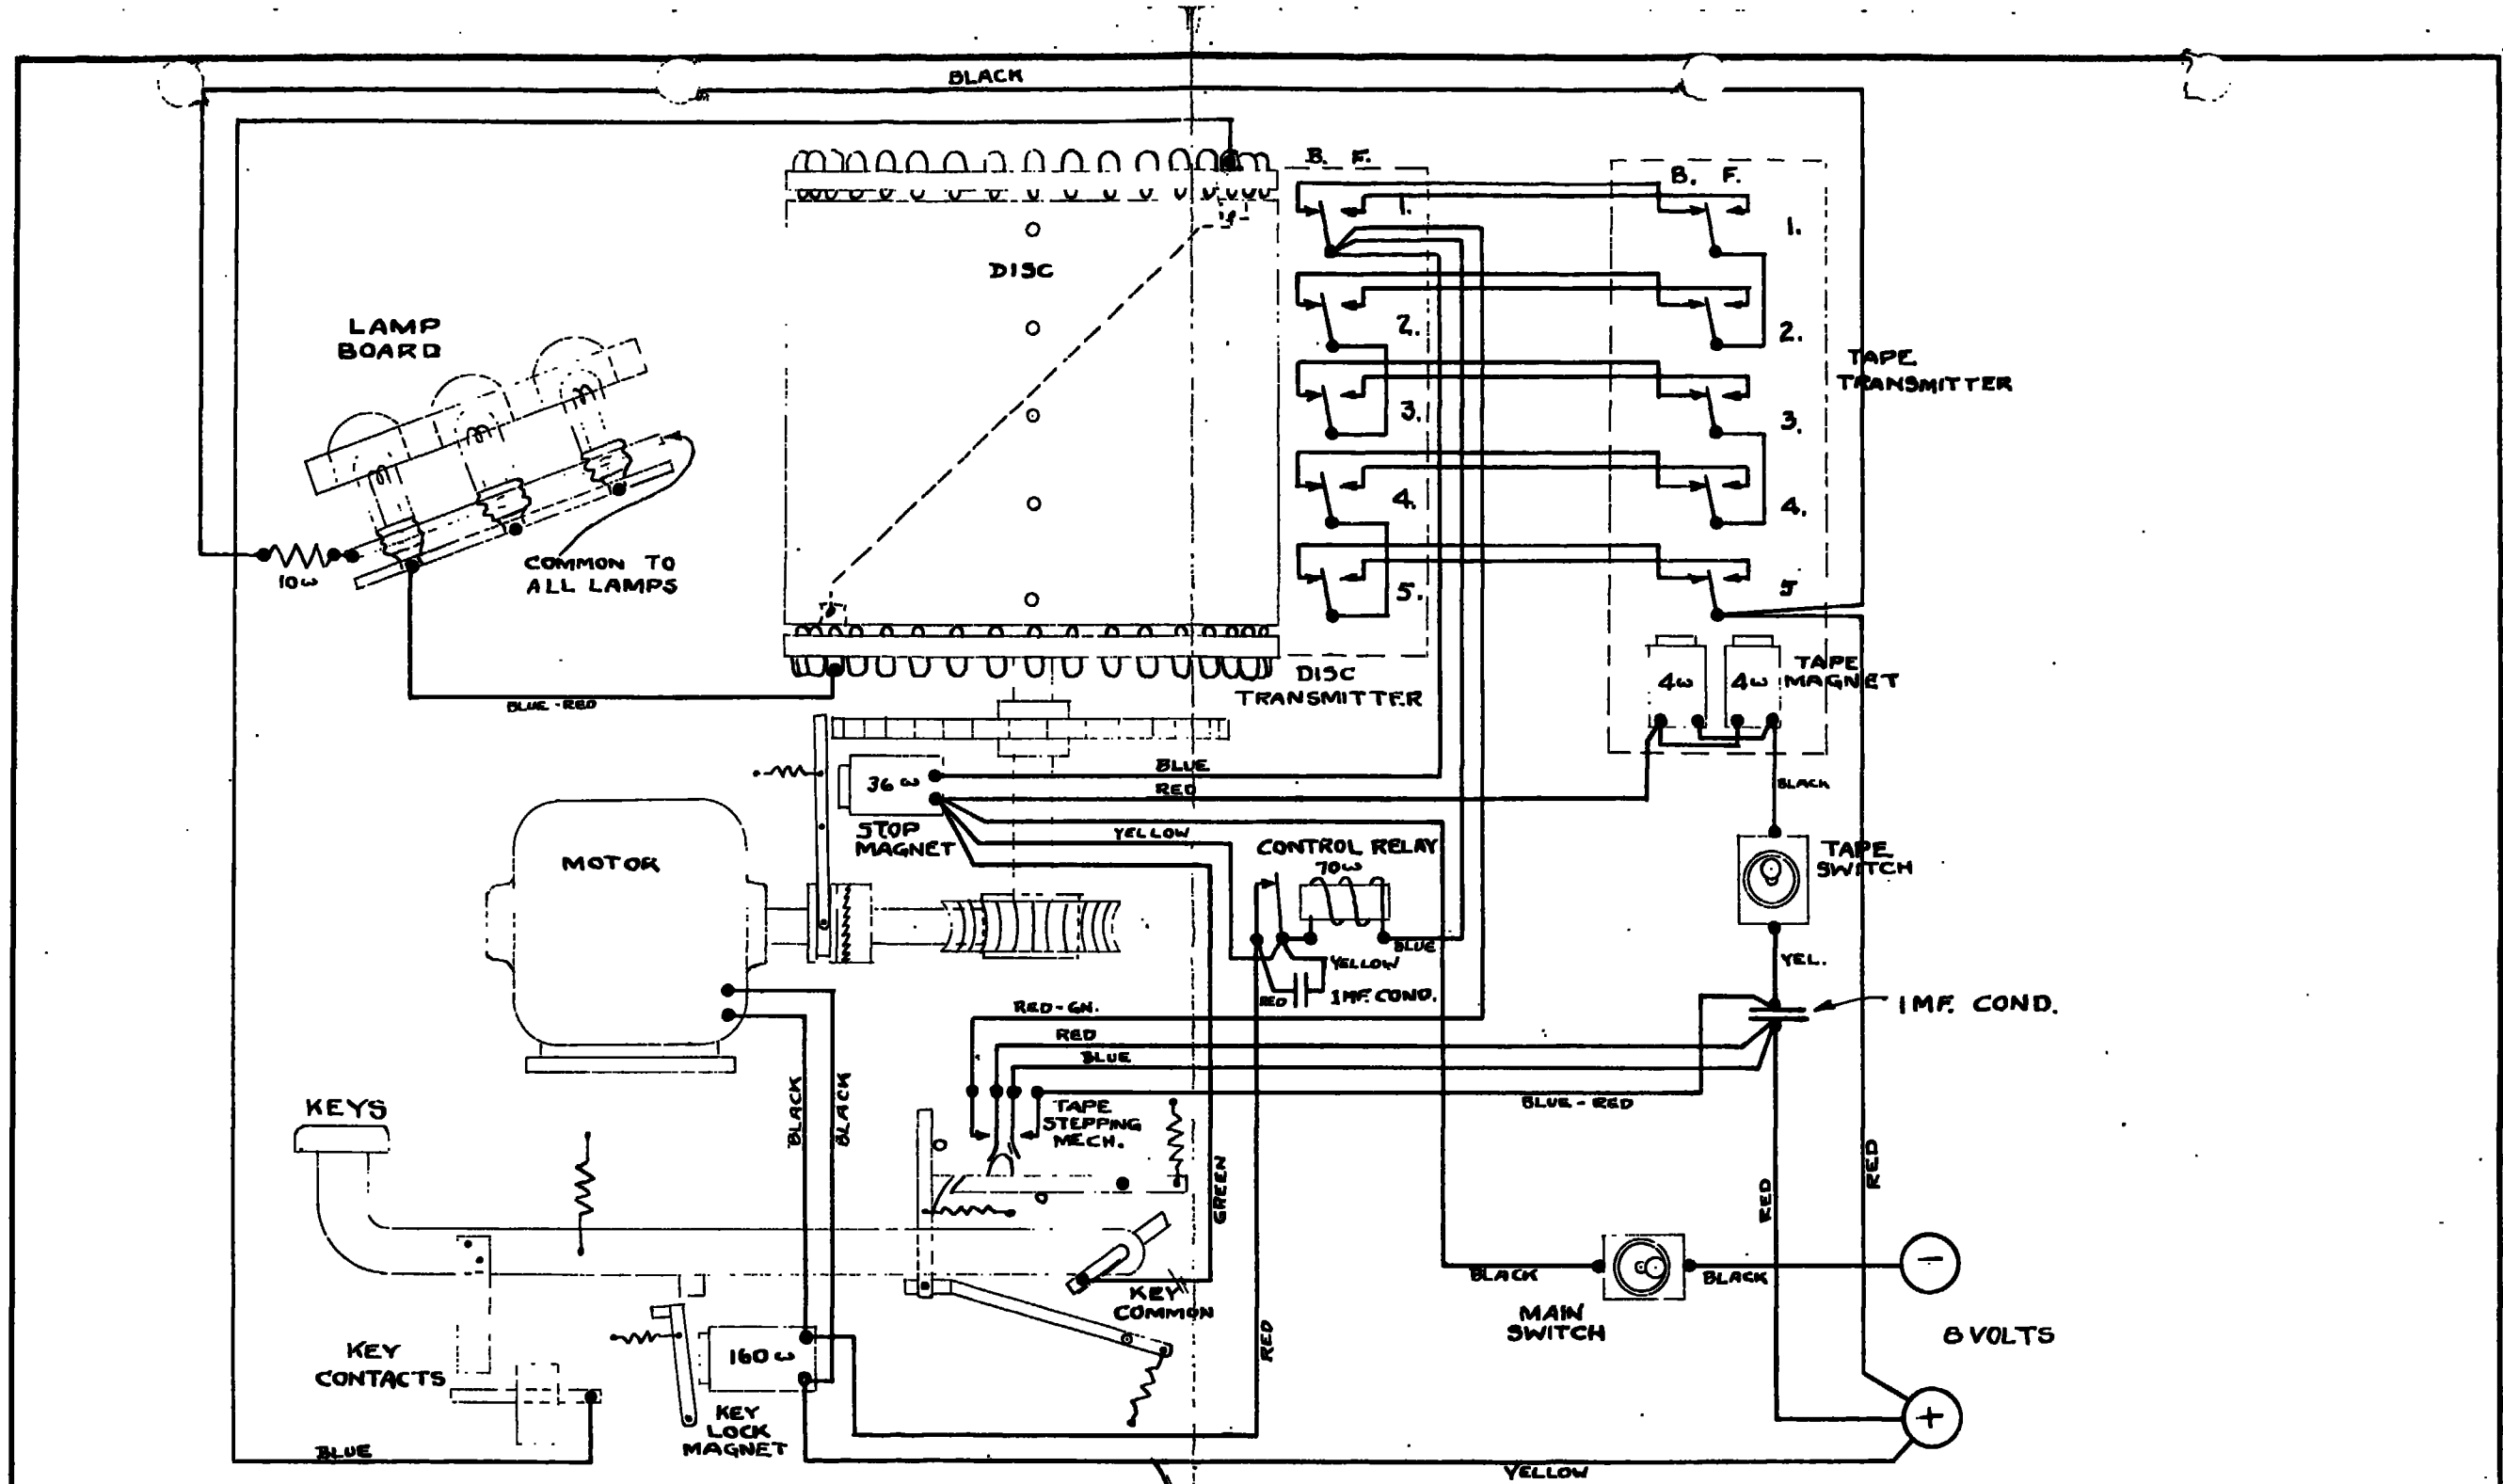 BLACK
B. F.
B. F.
1.
1.
DISC
LAMP
BOARD
2.
2.
TAPE
TRANSMITTER
3.
3.
4.
4.
COMMON TO
ALL LAMPS
10ω
5.
5
DISC
TRANSMITTER
TAPE
MAGNET
4ω
4ω
BLUE-RED
BLUE
RED
36ω
BLACK
STOP
MAGNET
YELLOW
CONTROL RELAY
70ω
TAPE
SWITCH
MOTOR
BLUE
YELLOW
YEL.
RED
1MF. COND.
1MF. COND.
RED-GN.
RED
BLUE
BLACK
BLACK
KEYS
TAPE
STEPPING
MECH.
BLUE-RED
GREEN
RED
RED
BLACK
BLACK
-
KEY
COMMON
MAIN
SWITCH
8 VOLTS
RED
KEY
CONTACTS
160ω
KEY
LOCK
MAGNET
+
BLUE
YELLOW